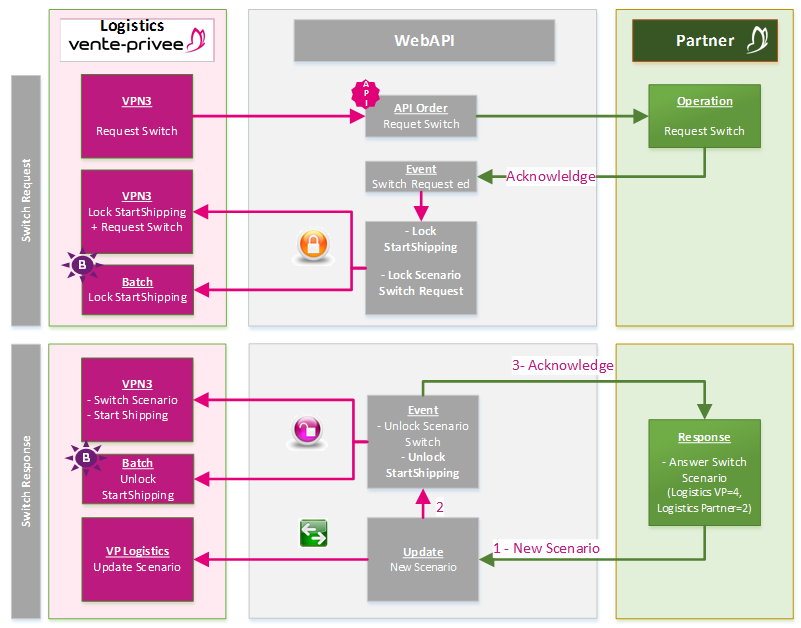 Logistics
vente-privee
WebAPI
Partner
Switch Request
VPN3
Request Switch
A
P
I
API Order
Requet Switch
Operation
Request Switch
Event
Switch Request ed
Acknowleldge
VPN3
Lock StartShipping
+ Request Switch
- Lock
StartShipping
- Lock Scenario
Switch Request
B
Batch
Lock StartShipping
Switch Response
3- Acknowledge
VPN3
- Switch Scenario
- Start Shipping
Event
- Unlock Scenario
Switch
- Unlock
StartShipping
Response
- Answer Switch
Scenario
(Logistics VP=4,
Logistics Partner=2)
B
Batch
Unlock
StartShipping
2
1 - New Scenario
VP Logistics
Update Scenario
Update
New Scenario